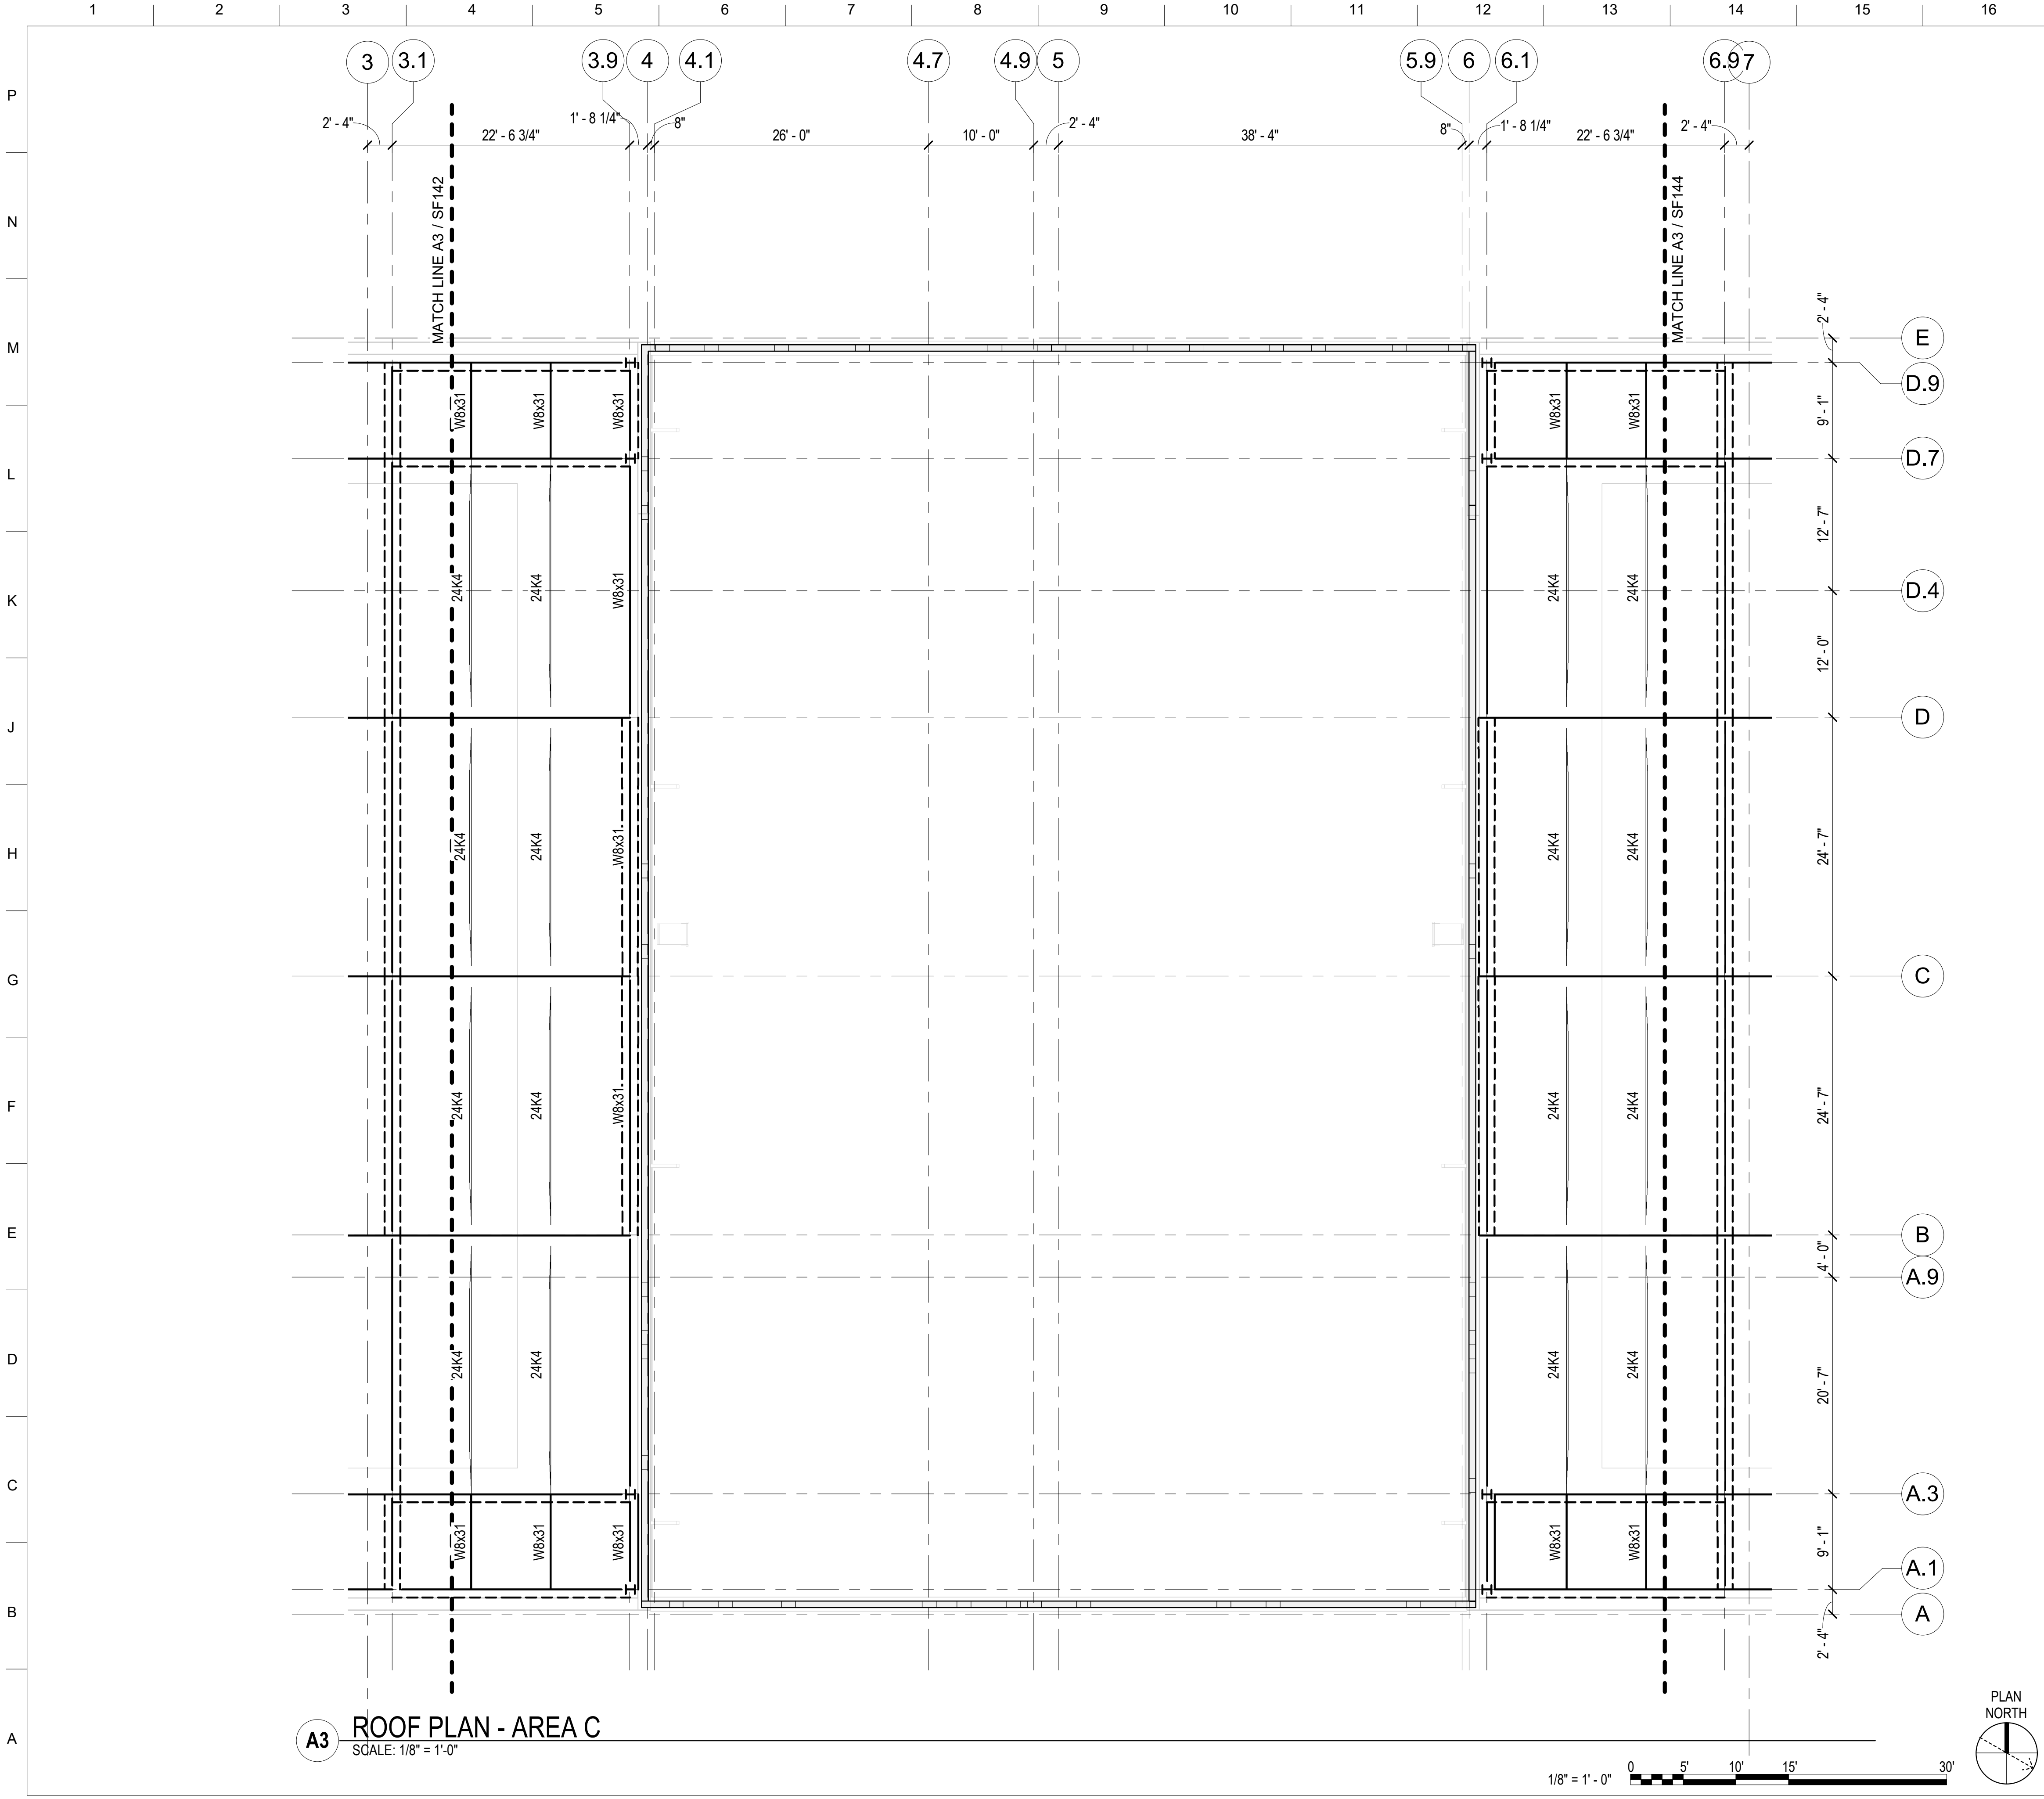 1 2 3 4 5 6 7 8 9 10 11 12 13 14 15 16
3 3.1 3.9 4 4.1 4.7 4.9 5 5.9 6 6.1 6.9 7
2' - 4" 22' - 6 3/4" 1' - 8 1/4" 8" 26' - 0" 10' - 0" 2' - 4" 38' - 4" 8" 1' - 8 1/4" 22' - 6 3/4" 2' - 4"
P
N
M
L
K
J
H
G
F
E
D
C
B
A
MATCH LINE A3 / SF142
MATCH LINE A3 / SF144
W8x31 W8x31 W8x31 W8x31 W8x31
24K4 24K4 W8x31 24K4 24K4
24K4 24K4 W8x31 24K4 24K4
24K4 24K4 W8x31 24K4 24K4
24K4 24K4 24K4 24K4
W8x31 W8x31 W8x31 W8x31 W8x31
2' - 4"
9' - 1"
12' - 7"
12' - 0"
24' - 7"
24' - 7"
4' - 0"
20' - 7"
9' - 1"
2' - 4"
E
D.9
D.7
D.4
D
C
B
A.9
A.3
A.1
A
A3 ROOF PLAN - AREA C
SCALE: 1/8" = 1'-0"
1/8" = 1' - 0"
0 5' 10' 15' 30'
PLAN
NORTH